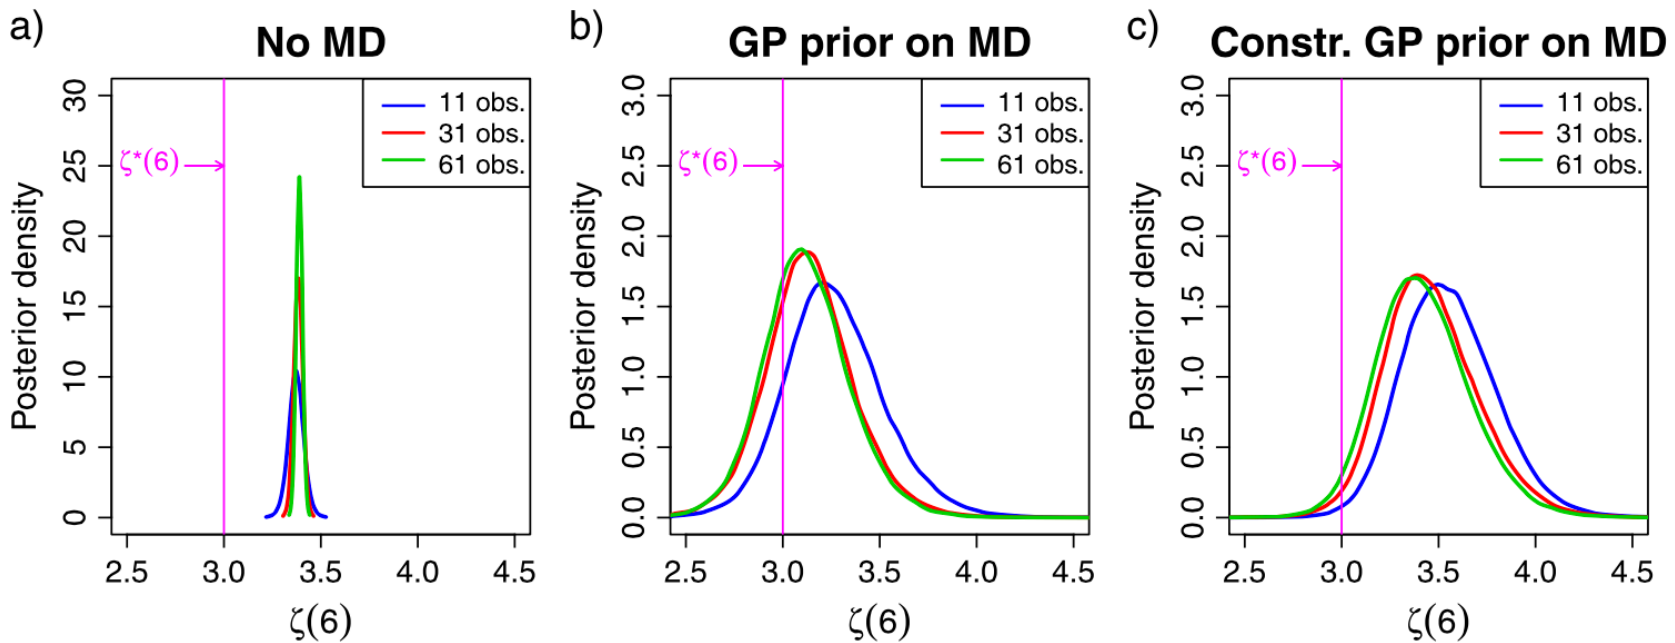 a)
No MD
30
25
20
15
10
5
0
Posterior density
ζ*(6)
11 obs.
31 obs.
61 obs.
2.5 3.0 3.5 4.0 4.5
ζ(6)
b)
GP prior on MD
3.0
2.5
2.0
1.5
1.0
0.5
0.0
Posterior density
ζ*(6)
11 obs.
31 obs.
61 obs.
2.5 3.0 3.5 4.0 4.5
ζ(6)
c)
Constr. GP prior on MD
3.0
2.5
2.0
1.5
1.0
0.5
0.0
Posterior density
ζ*(6)
11 obs.
31 obs.
61 obs.
2.5 3.0 3.5 4.0 4.5
ζ(6)